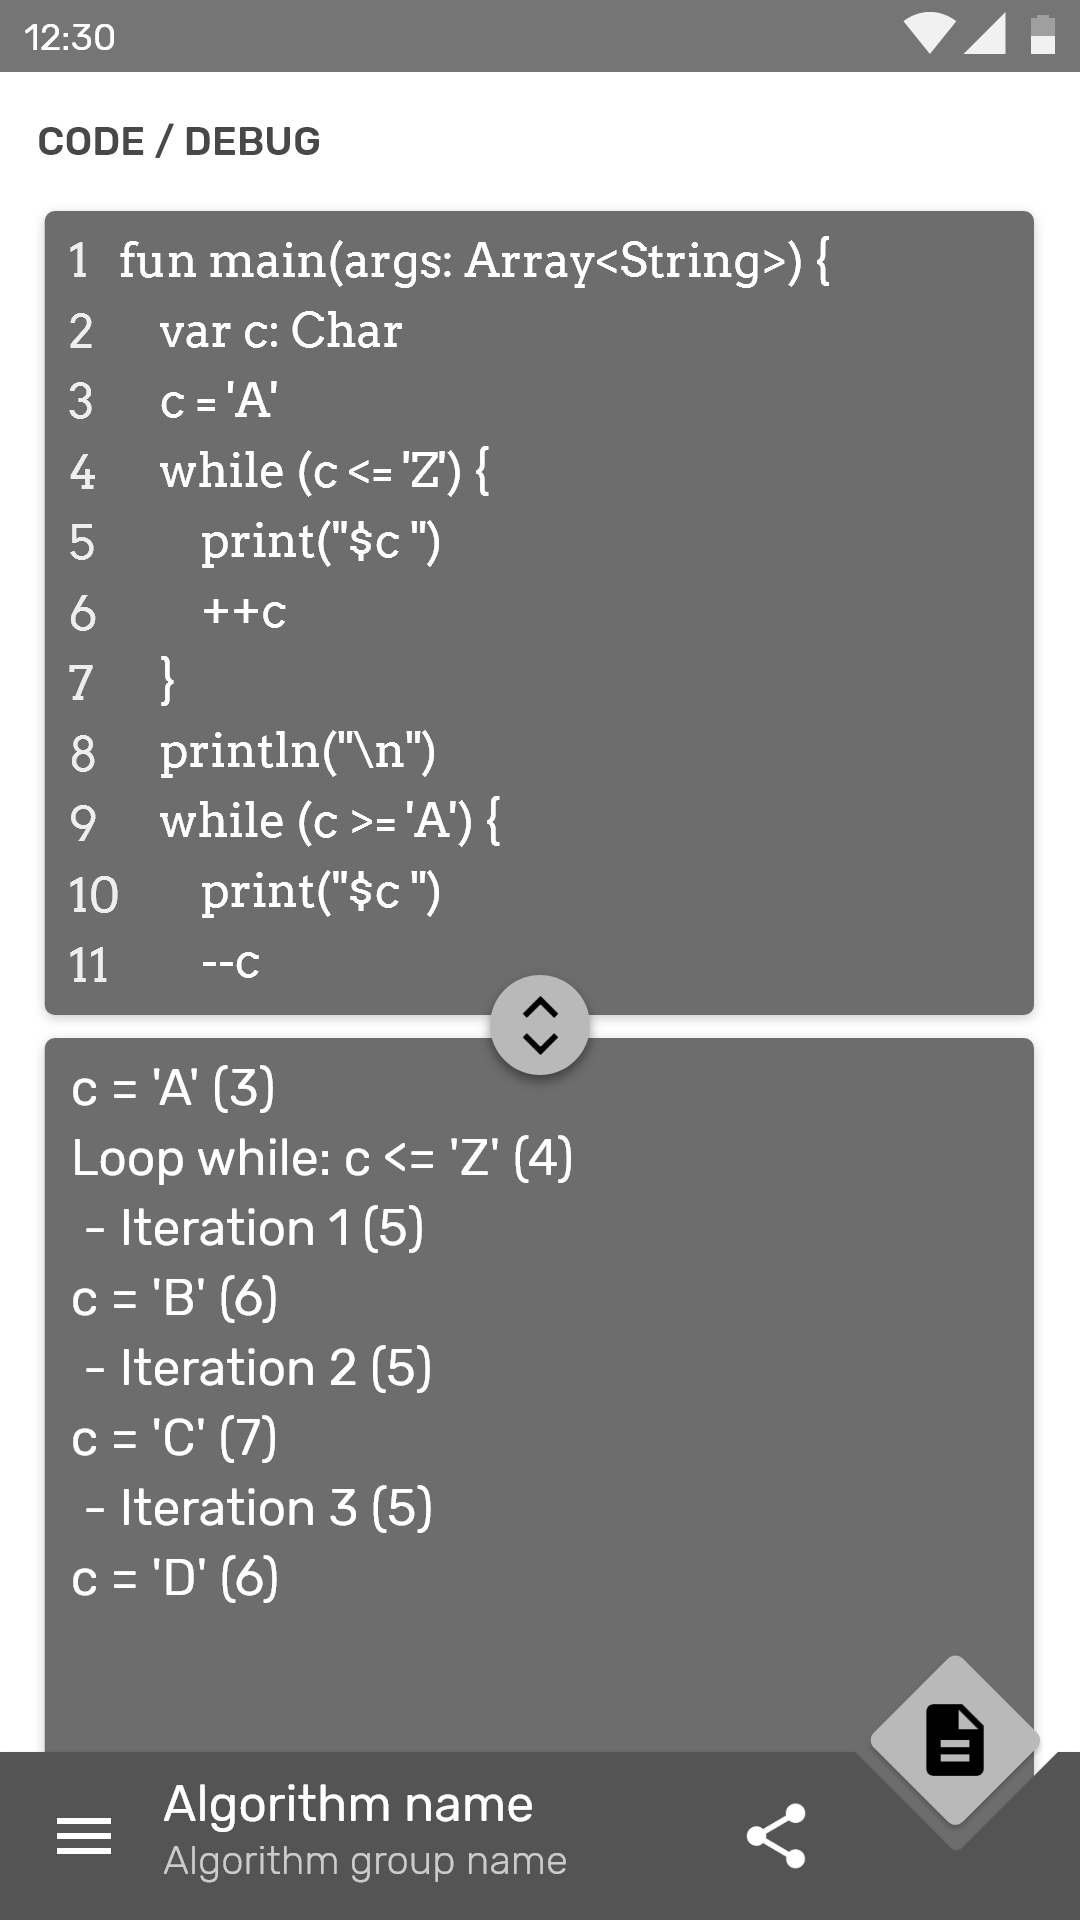 12:30
CODE / DEBUG
1 fun main(args: Array<String>) {
2 var c: Char
3 c = 'A'
4 while (c <= 'Z') {
5 print("$c ")
6 ++c
7 }
8 println("\n")
9 while (c >= 'A') {
10 print("$c ")
11 --c
c = 'A' (3)
Loop while: c <= 'Z' (4)
- Iteration 1 (5)
c = 'B' (6)
- Iteration 2 (5)
c = 'C' (7)
- Iteration 3 (5)
c = 'D' (6)
Algorithm name
Algorithm group name